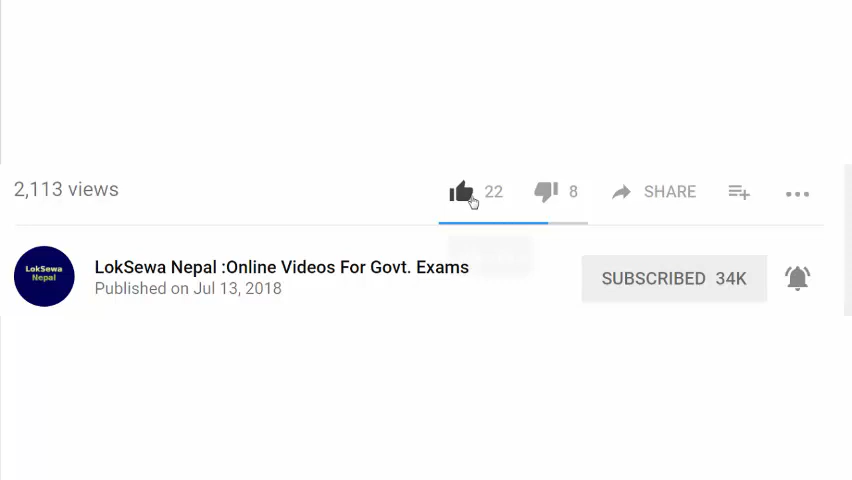 2,113 views
22 8 SHARE
LokSewa Nepal
LokSewa Nepal :Online Videos For Govt. Exams
Published on Jul 13, 2018
SUBSCRIBED 34K